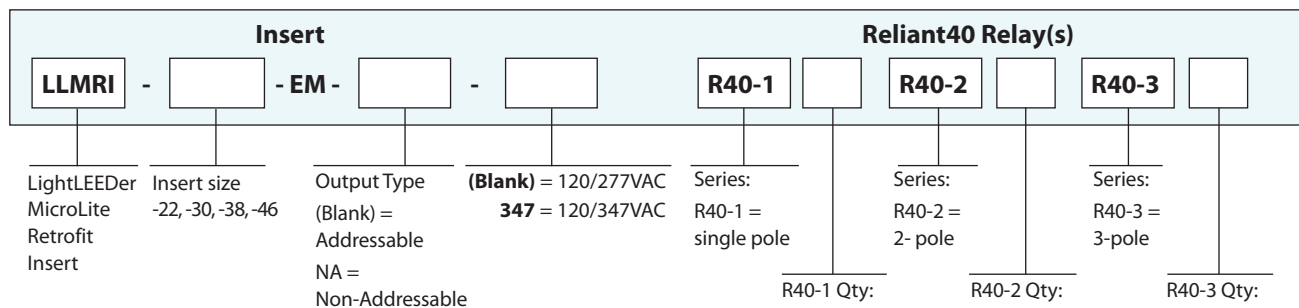 Insert
Reliant40 Relay(s)
LLMRI - - EM - - R40-1 R40-2 R40-3
LightLEEDer
MicroLite
Retrofit
Insert
Insert size
-22, -30, -38, -46
Output Type
(Blank) =
Addressable
NA =
Non-Addressable
(Blank) = 120/277VAC
347 = 120/347VAC
Series:
R40-1 =
single pole
R40-1 Qty:
Series:
R40-2 =
2- pole
R40-2 Qty:
Series:
R40-3 =
3-pole
R40-3 Qty: